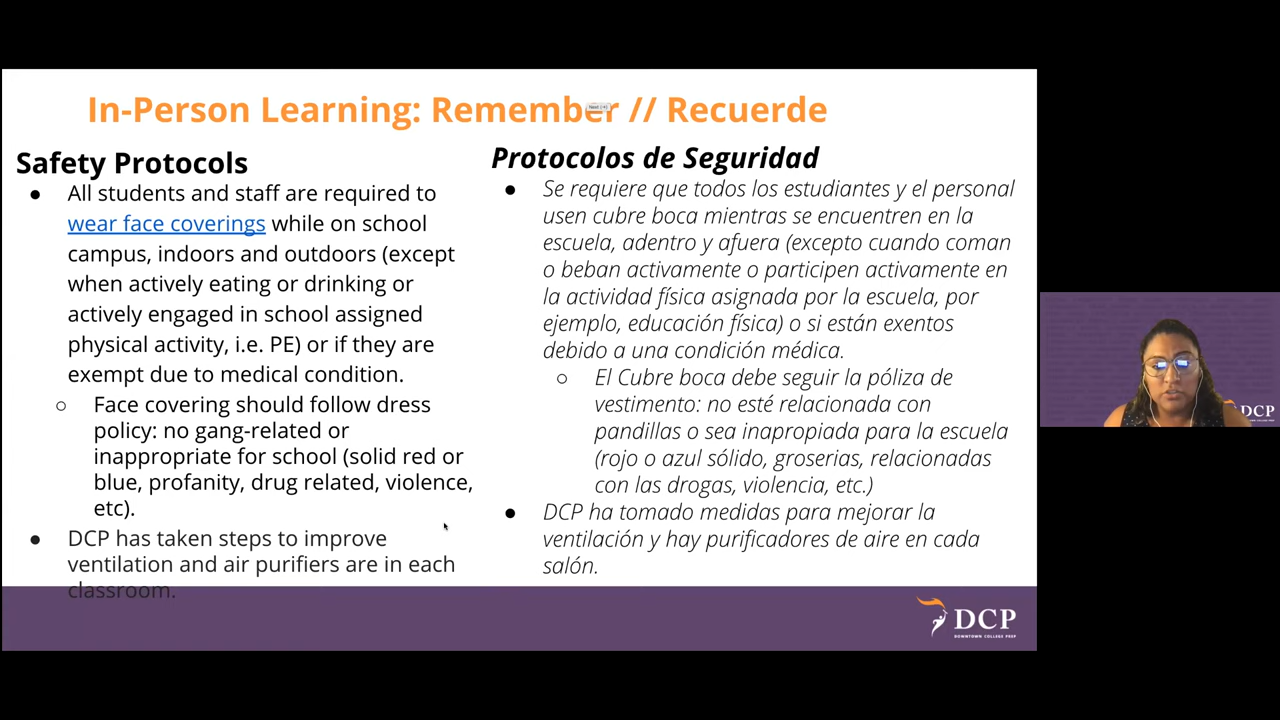 In-Person Learning: Remember // Recuerde
Safety Protocols
● All students and staff are required to
wear face coverings while on school
campus, indoors and outdoors (except
when actively eating or drinking or
actively engaged in school assigned
physical activity, i.e. PE) or if they are
exempt due to medical condition.
○ Face covering should follow dress
policy: no gang-related or
inappropriate for school (solid red or
blue, profanity, drug related, violence,
etc).
● DCP has taken steps to improve
ventilation and air purifiers are in each
classroom.
Protocolos de Seguridad
● Se requiere que todos los estudiantes y el personal
usen cubre boca mientras se encuentren en la
escuela, adentro y afuera (excepto cuando coman
o beban activamente o participen activamente en
la actividad física asignada por la escuela, por
ejemplo, educación física) o si están exentos
debido a una condición médica.
○ El Cubre boca debe seguir la póliza de
vestimento: no esté relacionada con
pandillas o sea inapropiada para la escuela
(rojo o azul sólido, groserias, relacionadas
con las drogas, violencia, etc.)
● DCP ha tomado medidas para mejorar la
ventilación y hay purificadores de aire en cada
salón.
DCP
DOWNTOWN COLLEGE PREP
DCP